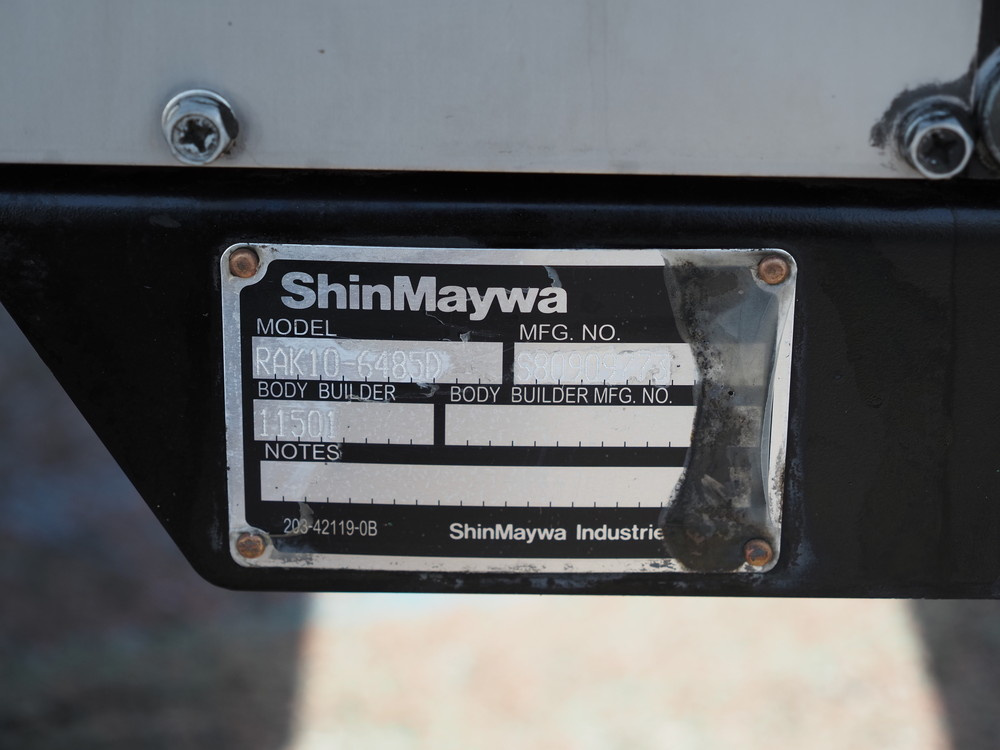 ShinMaywa
MODEL MFG. NO.
RAK10-6485D
BODY BUILDER BODY BUILDER MFG. NO.
11501
NOTES
203-42119-0B ShinMaywa Industrie